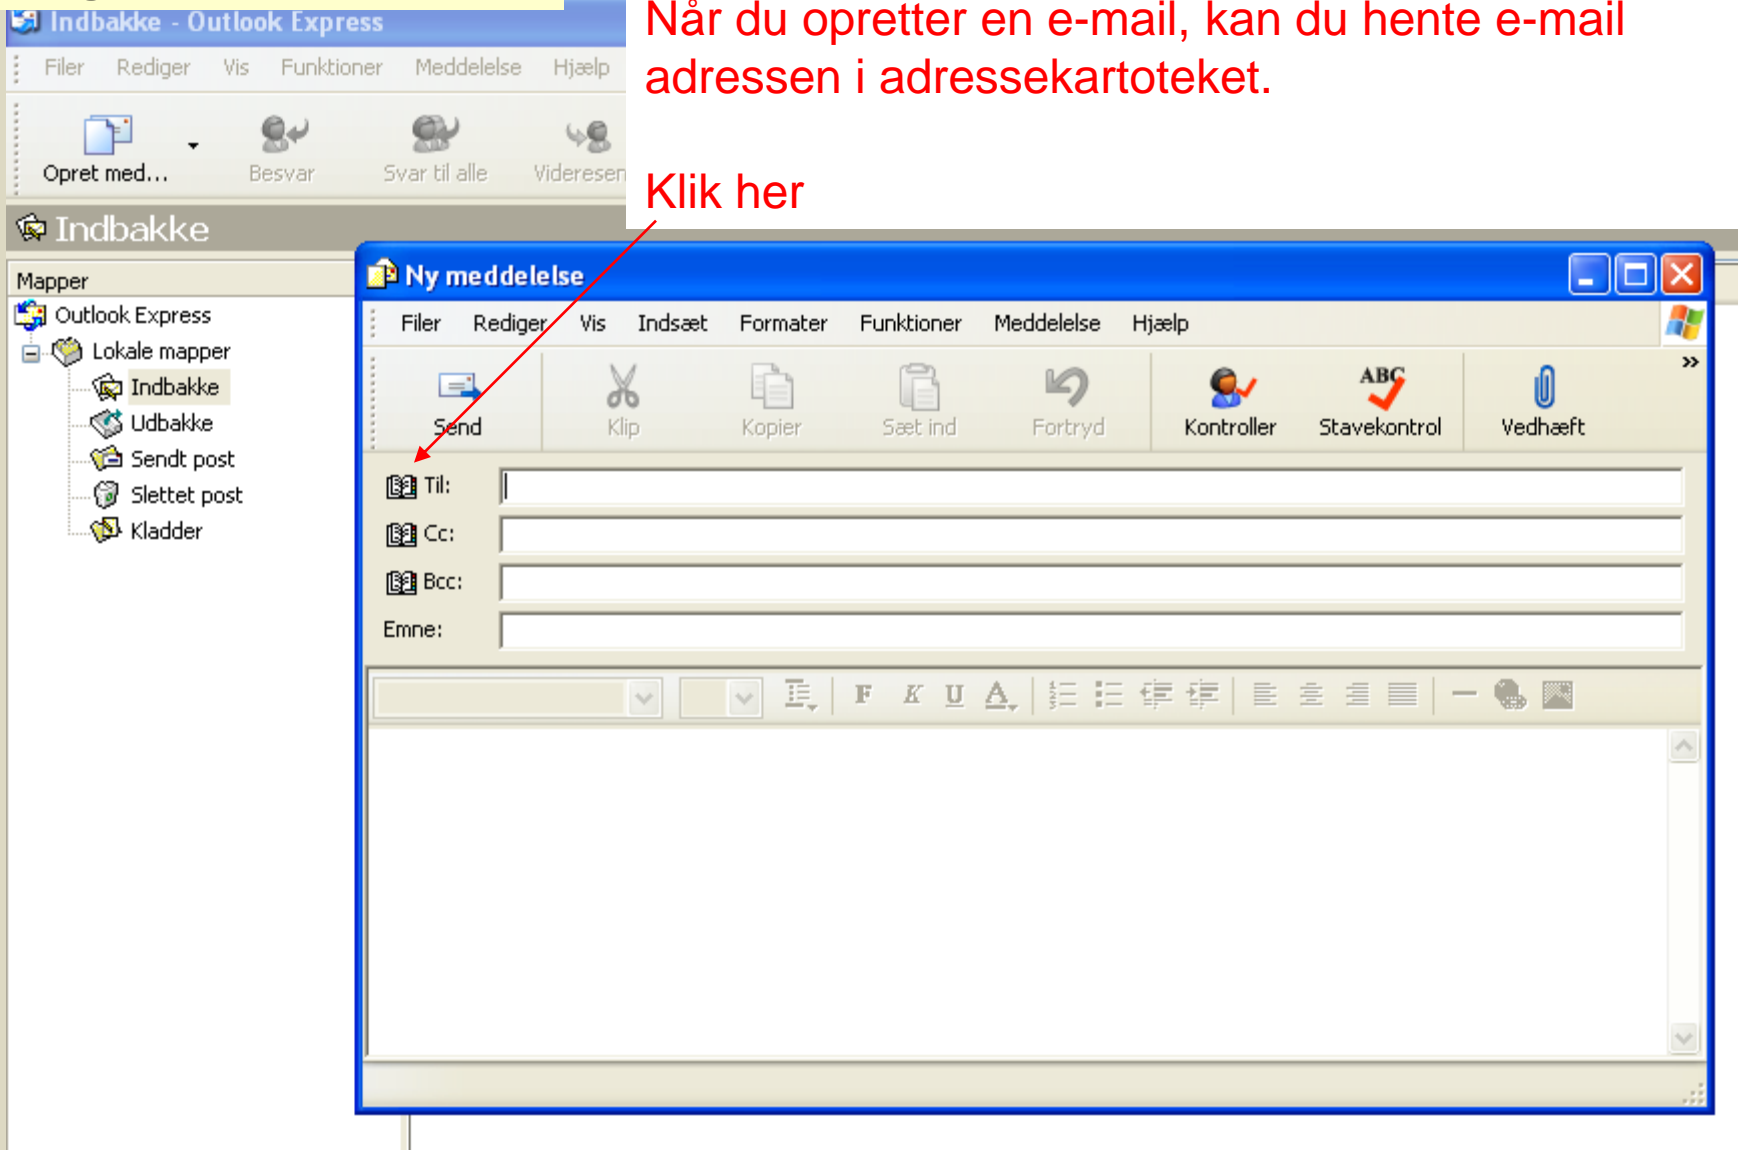 Indbakke - Outlook Express
Når du opretter en e-mail, kan du hente e-mail
adressen i adressekartoteket.
Filer Rediger Vis Funktioner Meddelelse Hjælp
Opret med... Besvar Svar til alle Videresen
Klik her
Indbakke
Mapper
Outlook Express
Lokale mapper
Indbakke
Udbakke
Sendt post
Slettet post
Kladder
Ny meddelelse
Filer Rediger Vis Indsæt Formater Funktioner Meddelelse Hjælp
»
ABC
Send Klip Kopier Sæt ind Fortryd Kontroller Stavekontrol Vedhæft
Til:
Cc:
Bcc:
Emne:
F K U A